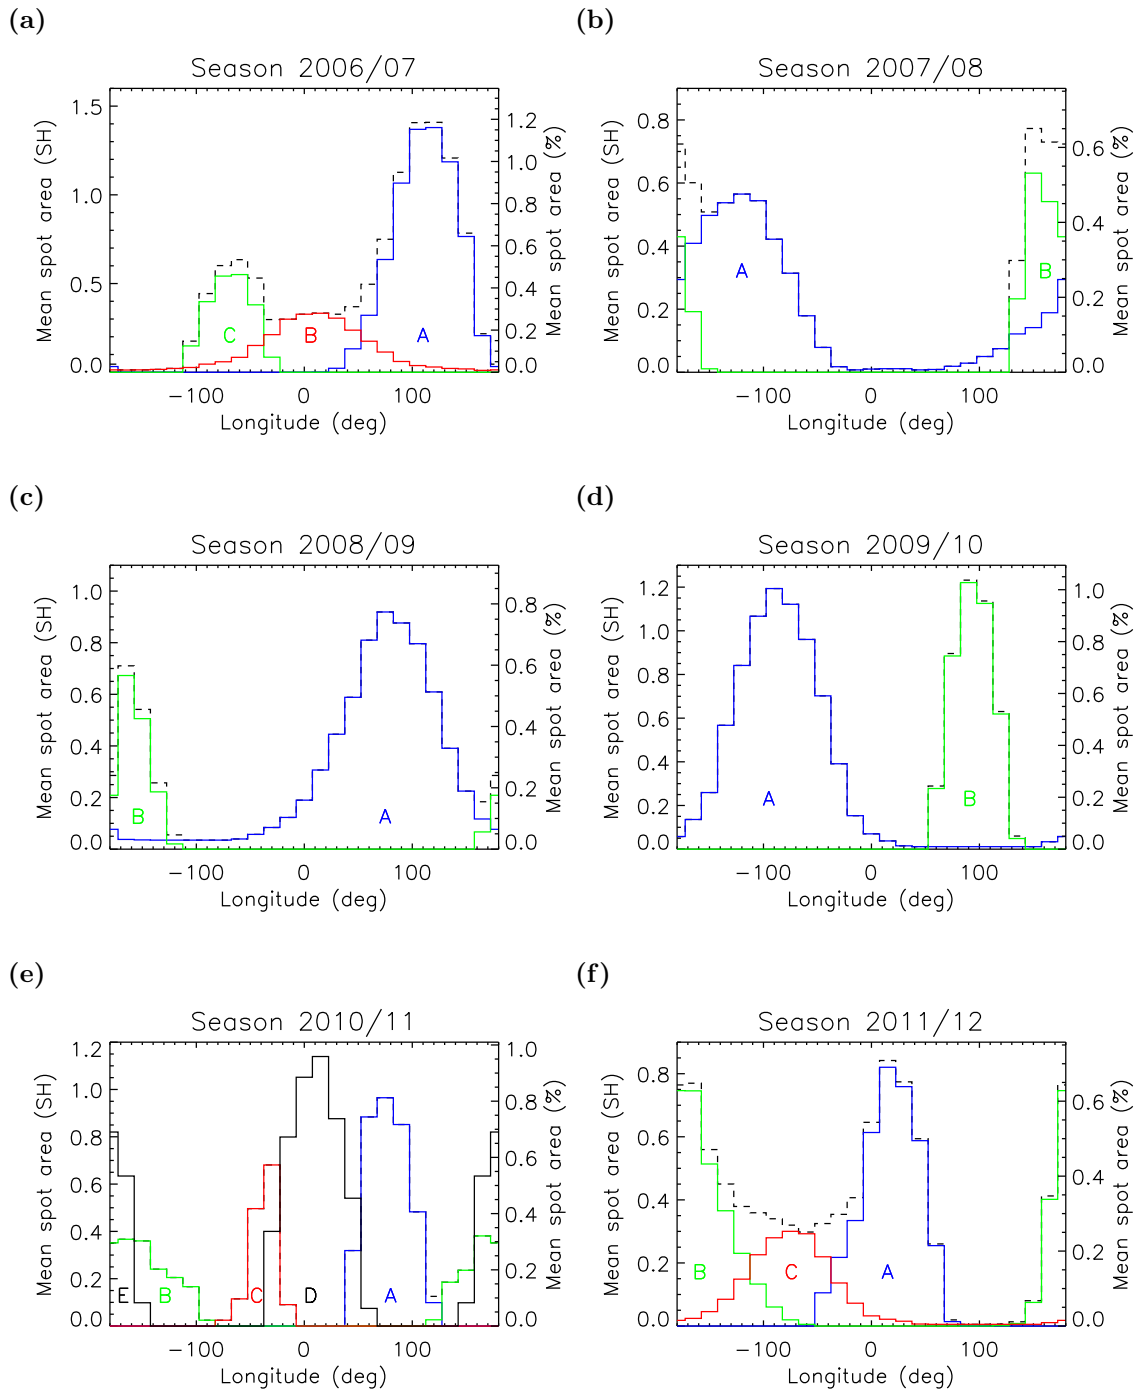 (a)
(b)
Season 2006/07
Season 2007/08
Mean spot area (SH)
1.5
1.0
0.5
0.0
C
B
A
1.2
1.0
0.8
0.6
0.4
0.2
0.0
Mean spot area (%)
-100
0
100
Longitude (deg)
Mean spot area (SH)
0.8
0.6
0.4
0.2
0.0
A
B
0.6
0.4
0.2
0.0
Mean spot area (%)
-100
0
100
Longitude (deg)
(c)
(d)
Season 2008/09
Season 2009/10
Mean spot area (SH)
1.0
0.8
0.6
0.4
0.2
0.0
B
A
0.8
0.6
0.4
0.2
0.0
Mean spot area (%)
-100
0
100
Longitude (deg)
Mean spot area (SH)
1.2
1.0
0.8
0.6
0.4
0.2
0.0
A
B
1.0
0.8
0.6
0.4
0.2
0.0
Mean spot area (%)
-100
0
100
Longitude (deg)
(e)
(f)
Season 2010/11
Season 2011/12
Mean spot area (SH)
1.2
1.0
0.8
0.6
0.4
0.2
0.0
E
B
C
D
A
1.0
0.8
0.6
0.4
0.2
0.0
Mean spot area (%)
-100
0
100
Longitude (deg)
Mean spot area (SH)
0.8
0.6
0.4
0.2
0.0
B
C
A
0.6
0.4
0.2
0.0
Mean spot area (%)
-100
0
100
Longitude (deg)